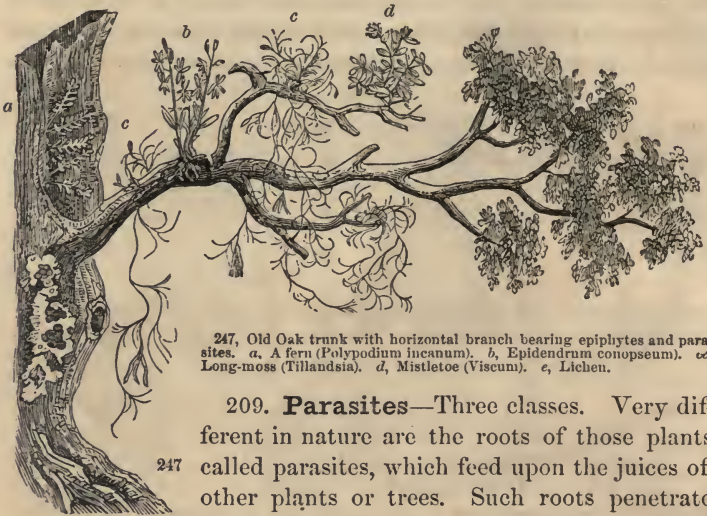 b
c
d
a
c
247, Old Oak trunk with horizontal branch bearing epiphytes and para-
sites. a, A fern (Polypodium incanum). b, Epidendrum conopseum).
Long-moss (Tillandsia). d, Mistletoe (Viscum). e, Lichen.
209. Parasites—Three classes. Very dif-
ferent in nature are the roots of those plants
247 called parasites, which feed upon the juices of
other plants or trees. Such roots penetrate